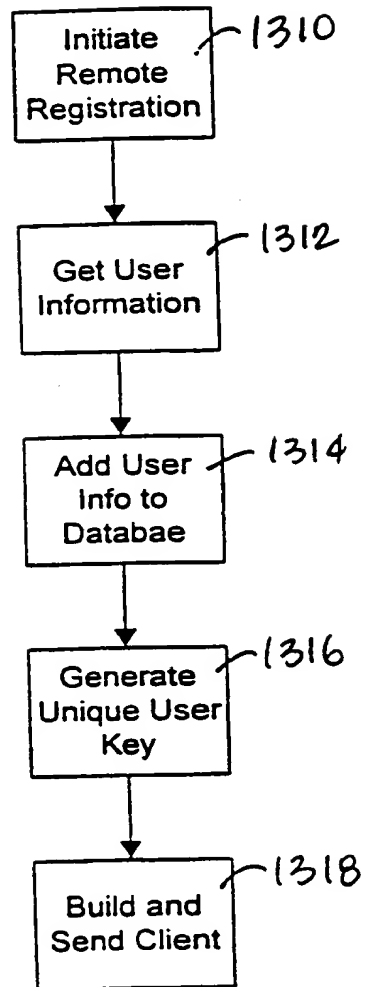 Initiate
Remote
Registration
1310
Get User
Information
1312
Add User
Info to
Databae
1314
Generate
Unique User
Key
1316
Build and
Send Client
1318